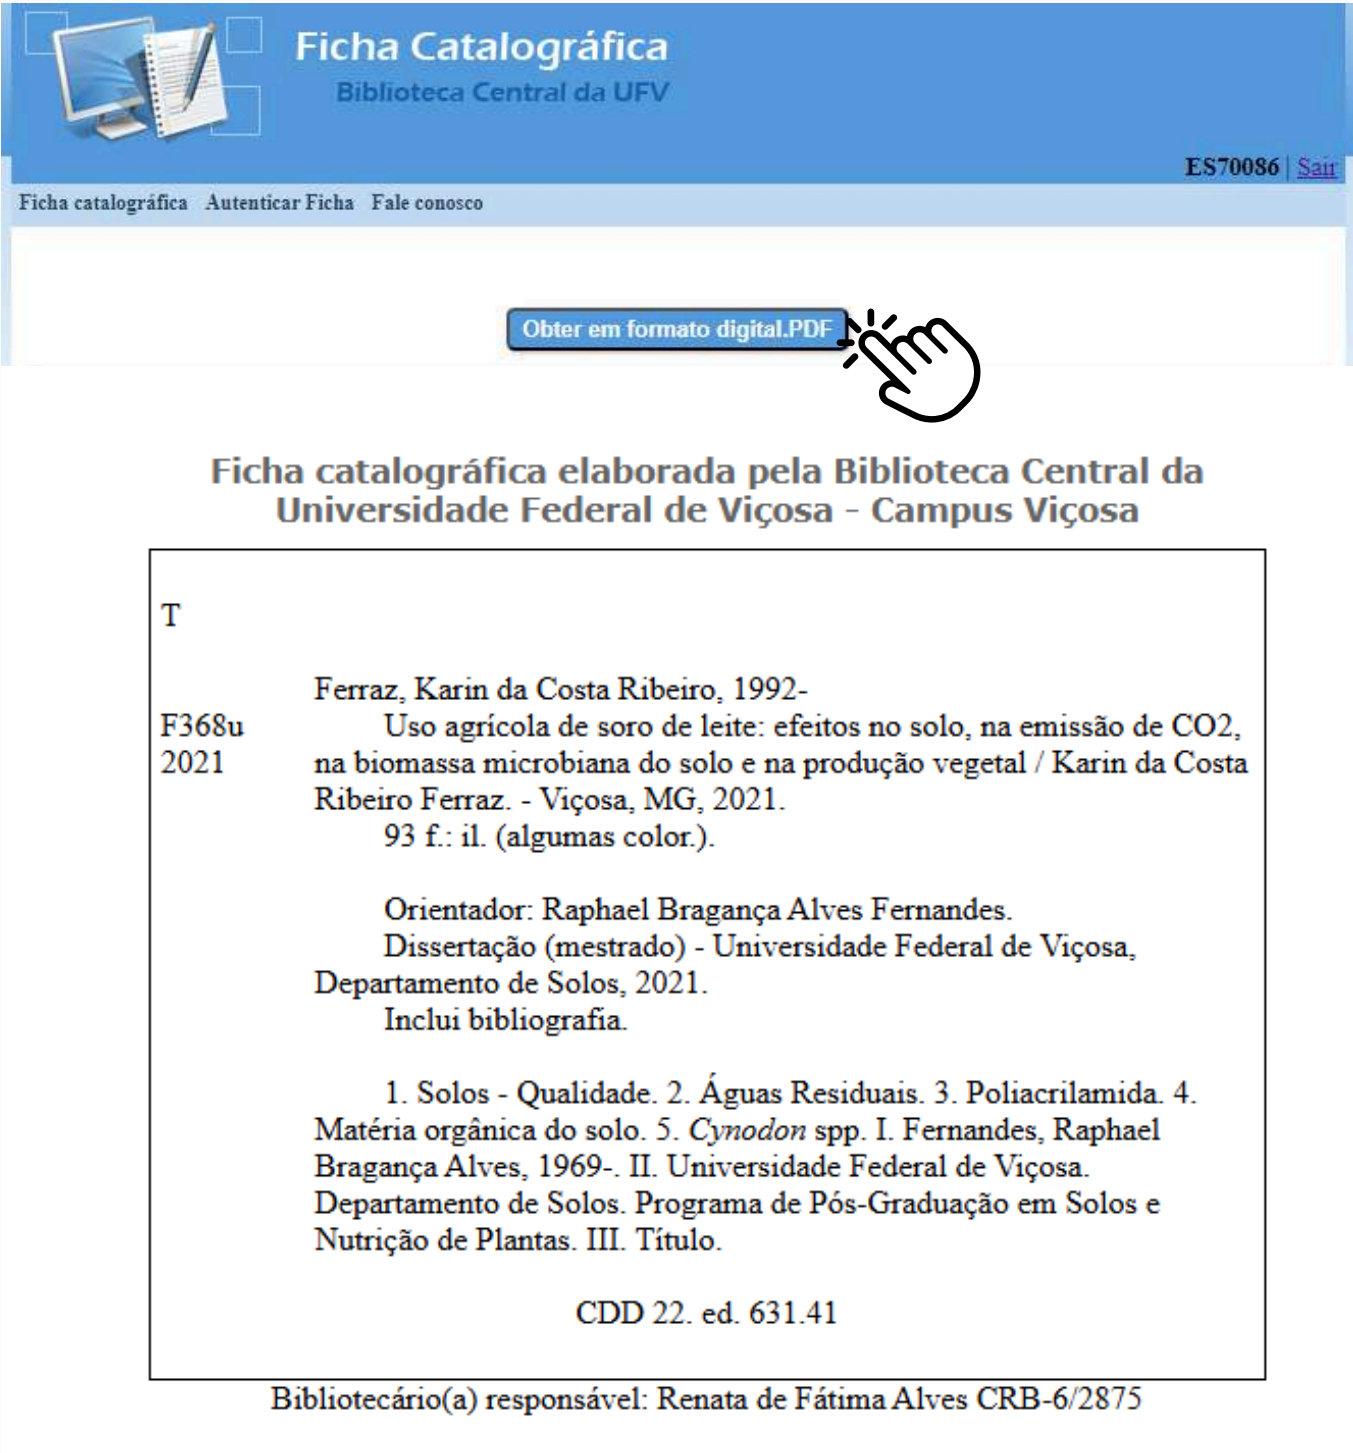 Ficha Catalográfica
Biblioteca Central da UFV
ES70086 | Sair
Ficha catalográfica Autenticar Ficha Fale conosco
Obter em formato digital.PDF
Ficha catalográfica elaborada pela Biblioteca Central da
Universidade Federal de Viçosa - Campus Viçosa
T
Ferraz, Karin da Costa Ribeiro, 1992-
F368u Uso agrícola de soro de leite: efeitos no solo, na emissão de CO2,
2021 na biomassa microbiana do solo e na produção vegetal / Karin da Costa
Ribeiro Ferraz. - Viçosa, MG, 2021.
93 f.: il. (algumas color.).
Orientador: Raphael Bragança Alves Fernandes.
Dissertação (mestrado) - Universidade Federal de Viçosa,
Departamento de Solos, 2021.
Inclui bibliografia.
1. Solos - Qualidade. 2. Águas Residuais. 3. Poliacrilamida. 4.
Matéria orgânica do solo. 5. Cynodon spp. I. Fernandes, Raphael
Bragança Alves, 1969-. II. Universidade Federal de Viçosa.
Departamento de Solos. Programa de Pós-Graduação em Solos e
Nutrição de Plantas. III. Título.
CDD 22. ed. 631.41
Bibliotecário(a) responsável: Renata de Fátima Alves CRB-6/2875